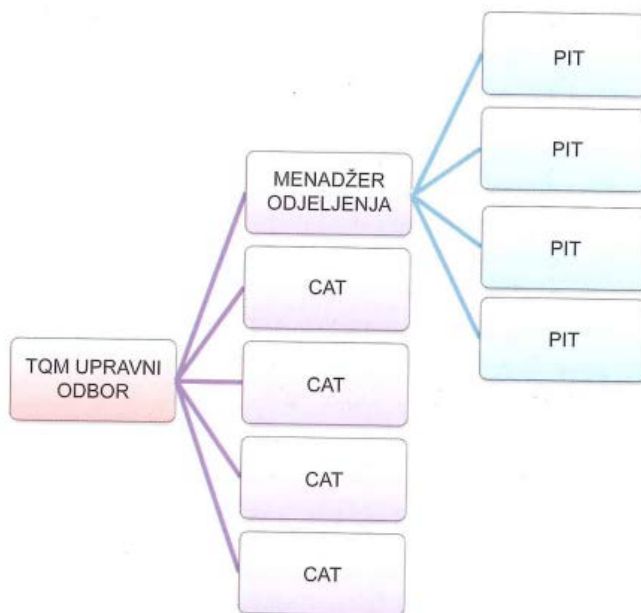 PIT
PIT
MENADŽER
ODJELJENJA
PIT
CAT
PIT
TQM UPRAVNI
ODBOR
CAT
CAT
CAT